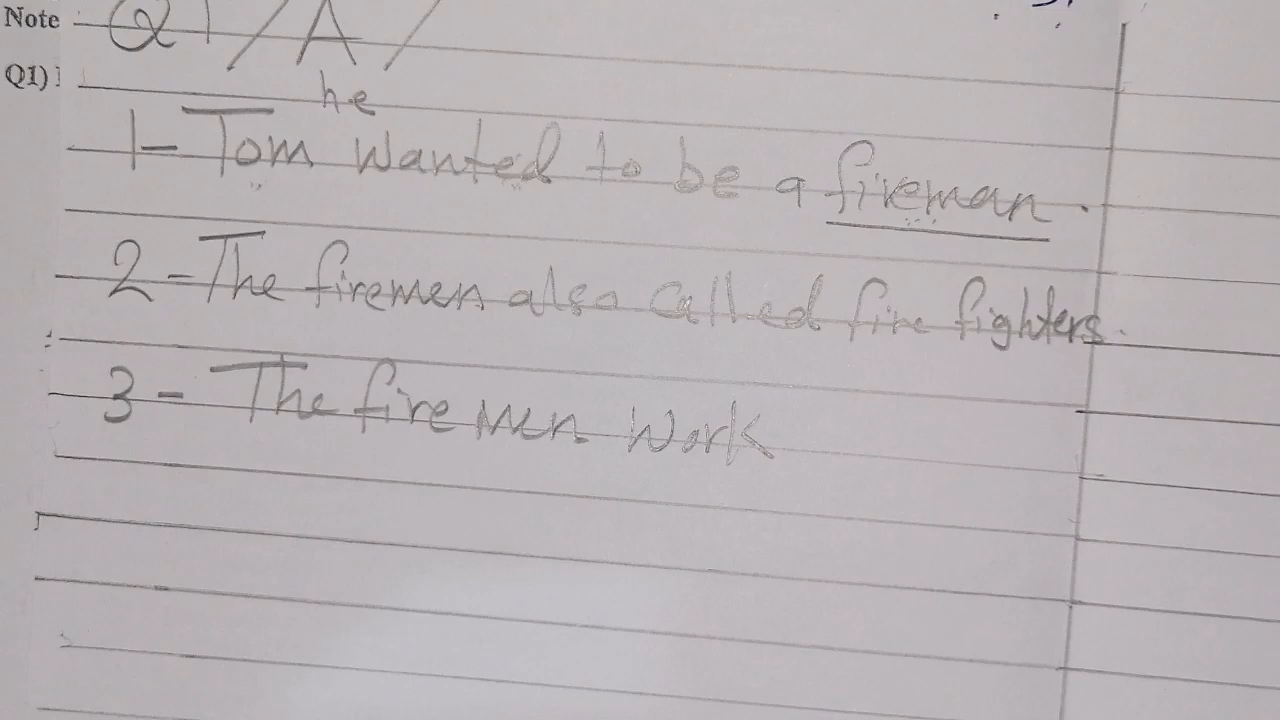 Note Q1/A/
Q1)
he
1- Tom wanted to be a fireman.
2- The firemen also called fire fighters.
3- The firemen work